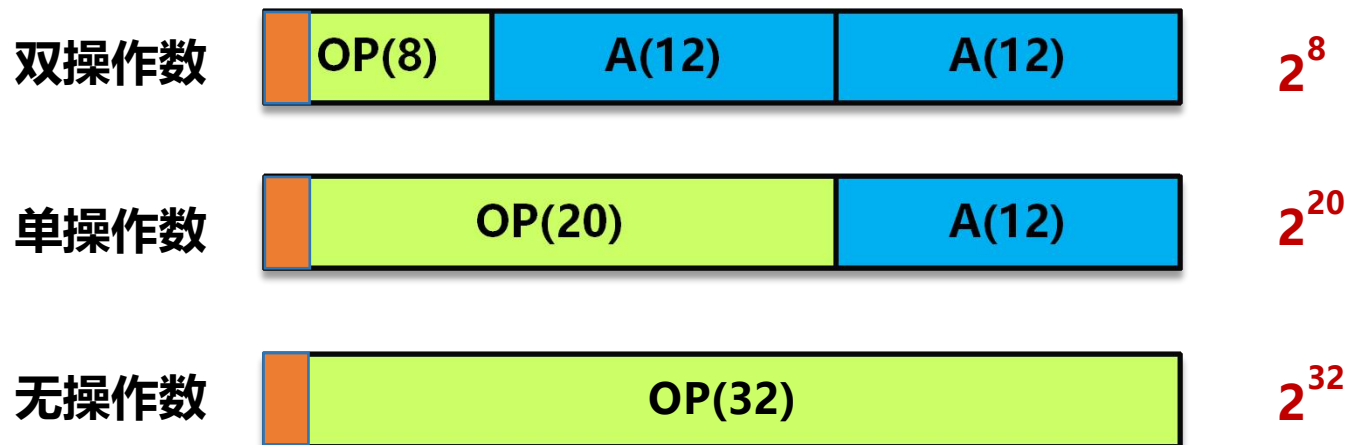 双操作数 OP(8) A(12) A(12) 2^8
单操作数 OP(20) A(12) 2^20
无操作数 OP(32) 2^32